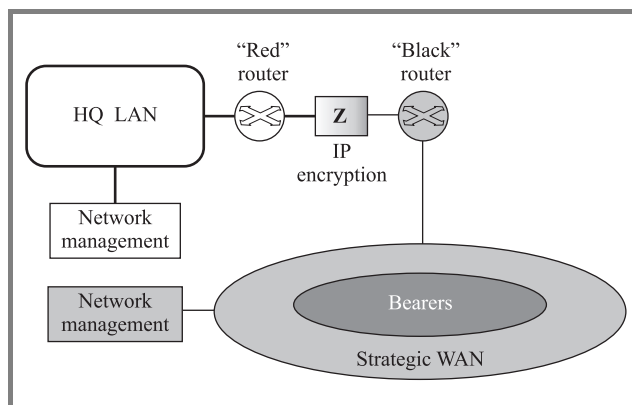 “Red”
router
“Black”
router
HQ LAN
Z
IP
encryption
Network
management
Network
management
Bearers
Strategic WAN